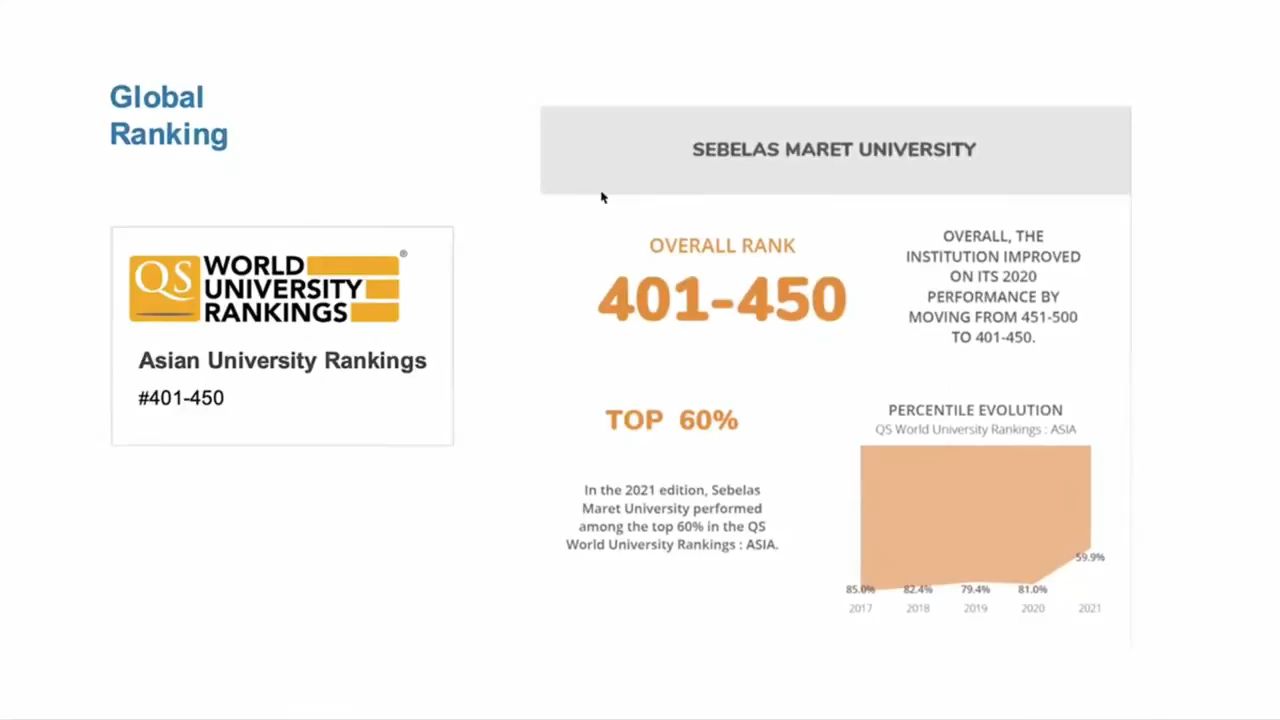 Global
Ranking
QS
WORLD
UNIVERSITY
RANKINGS
®
Asian University Rankings
#401-450
SEBELAS MARET UNIVERSITY
OVERALL RANK
401-450
OVERALL, THE
INSTITUTION IMPROVED
ON ITS 2020
PERFORMANCE BY
MOVING FROM 451-500
TO 401-450.
TOP 60%
In the 2021 edition, Sebelas
Maret University performed
among the top 60% in the QS
World University Rankings : ASIA.
PERCENTILE EVOLUTION
QS World University Rankings : ASIA
59.9%
85.0% 82.4% 79.4% 81.0%
2017 2018 2019 2020 2021